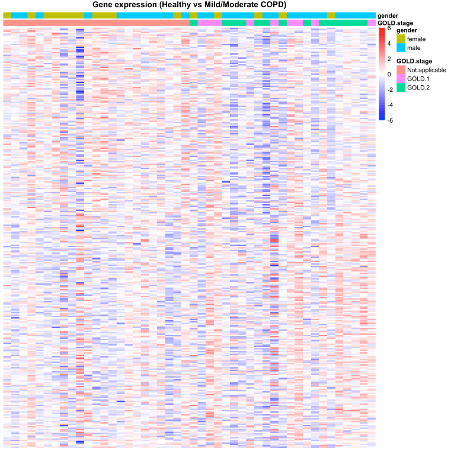 Gene expression (Healthy vs Mild/Moderate COPD)
gender
GOLD.stage
6
4
2
0
-2
-4
-6
gender
female
male
GOLD.stage
Not.applicable
GOLD.1
GOLD.2